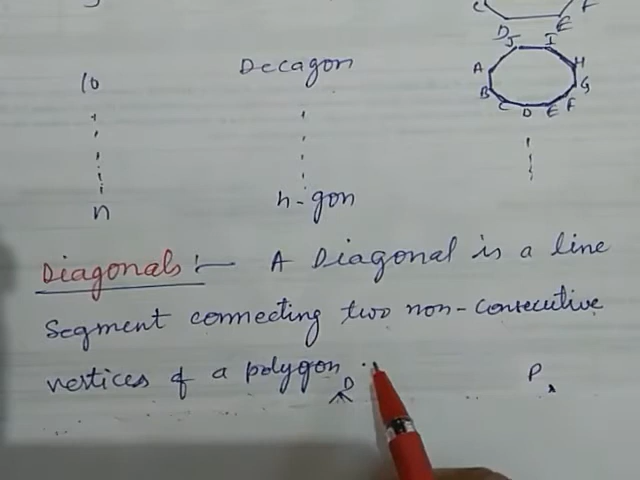 C F
D E
J I
10 Decagon A H
B G
C D E F
n n-gon
Diagonals :— A Diagonal is a line
segment connecting two non-consecutive
vertices of a polygon .
D P